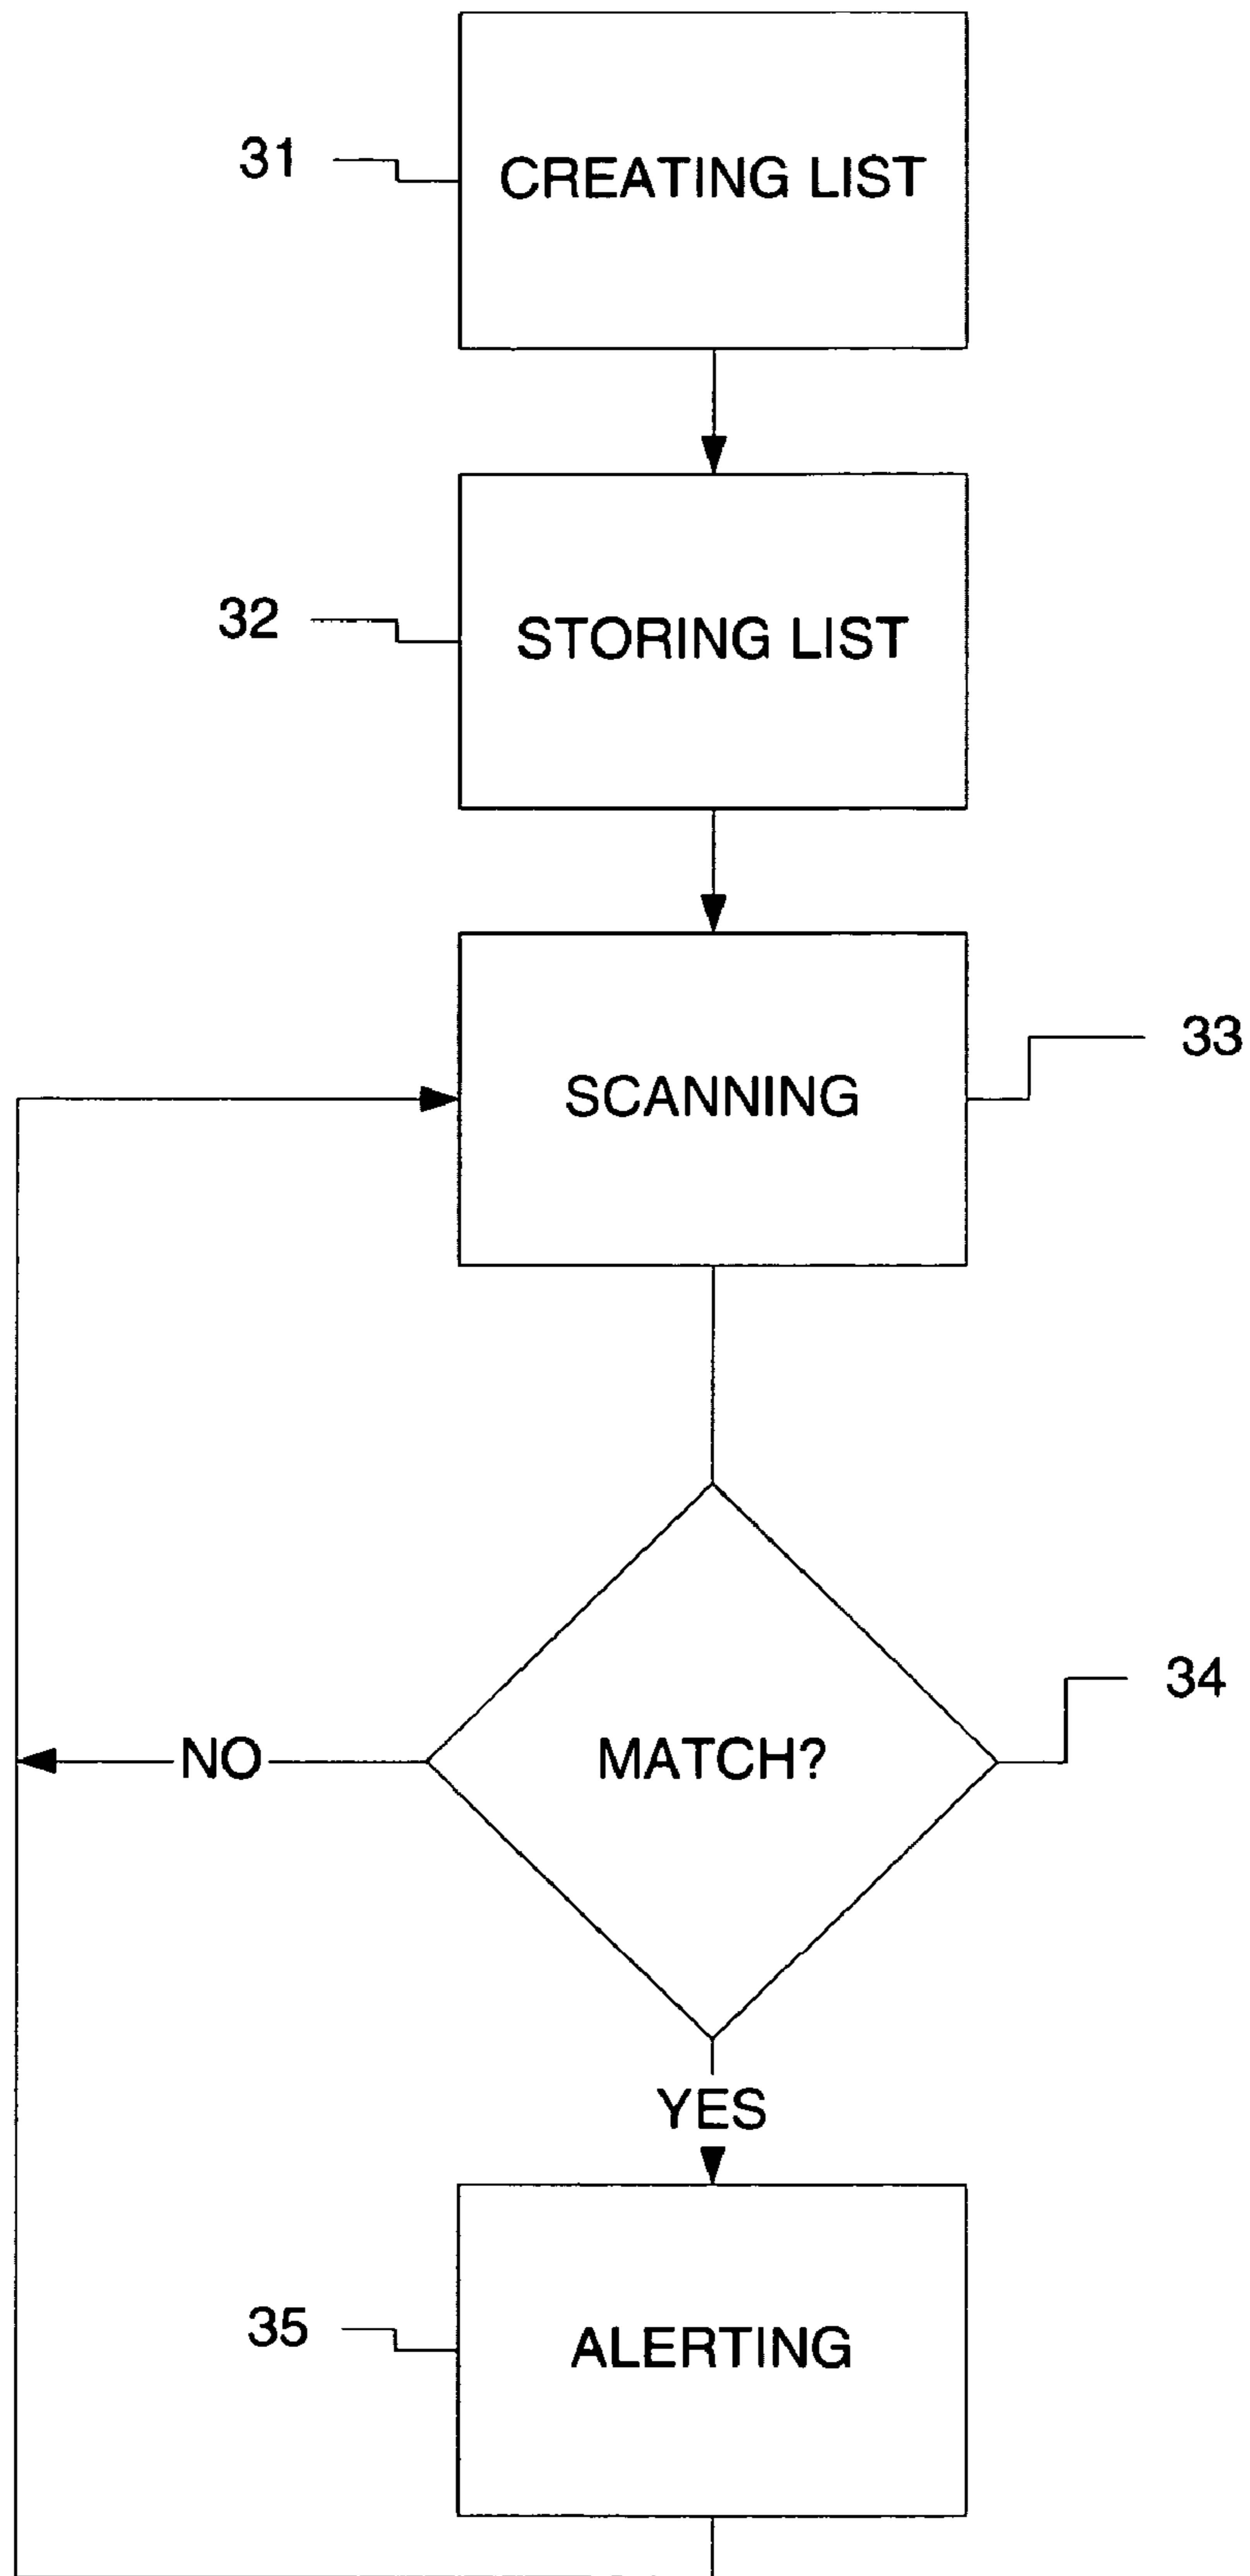 31
CREATING LIST
32
STORING LIST
33
SCANNING
34
MATCH?
NO
YES
35
ALERTING